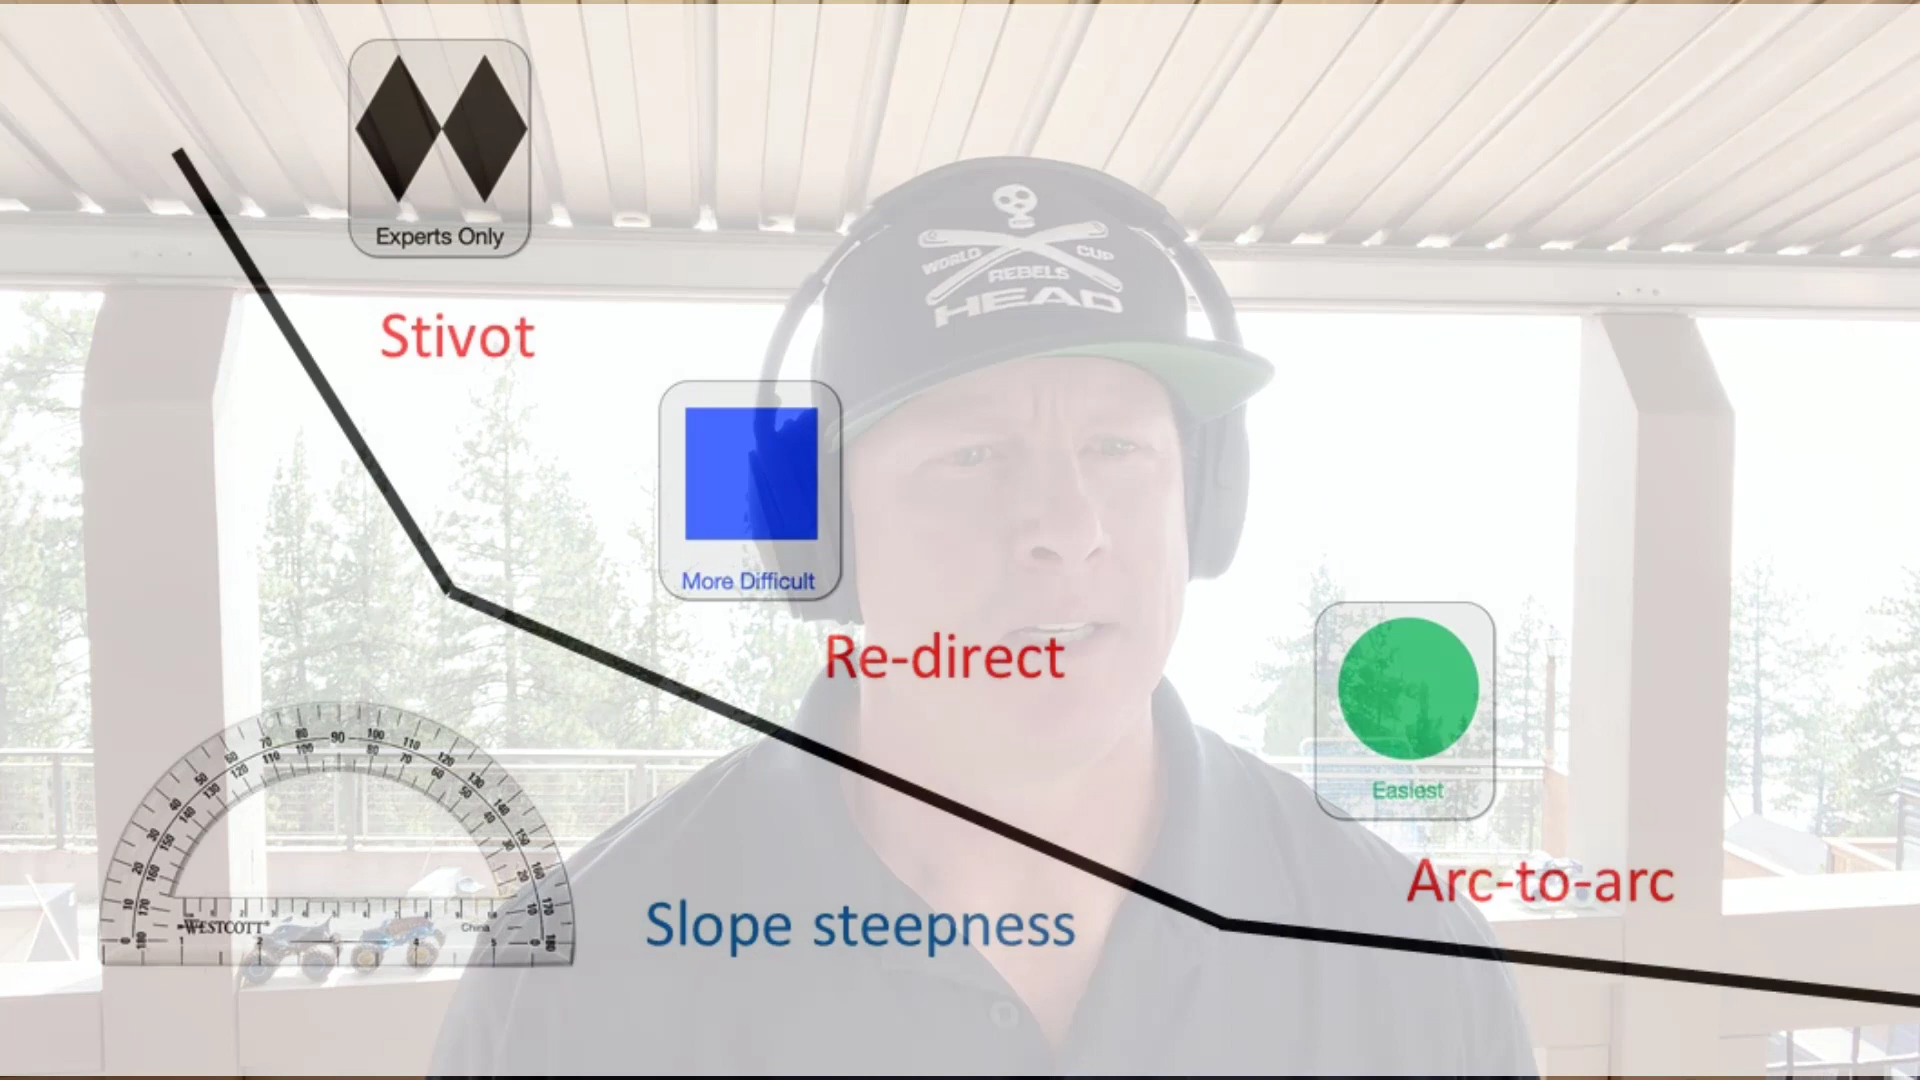 Experts Only
Stivot
WORLD CUP
REBELS
HEAD
More Difficult
Re-direct
Easiest
Arc-to-arc
Slope steepness
WESTCOTT
China